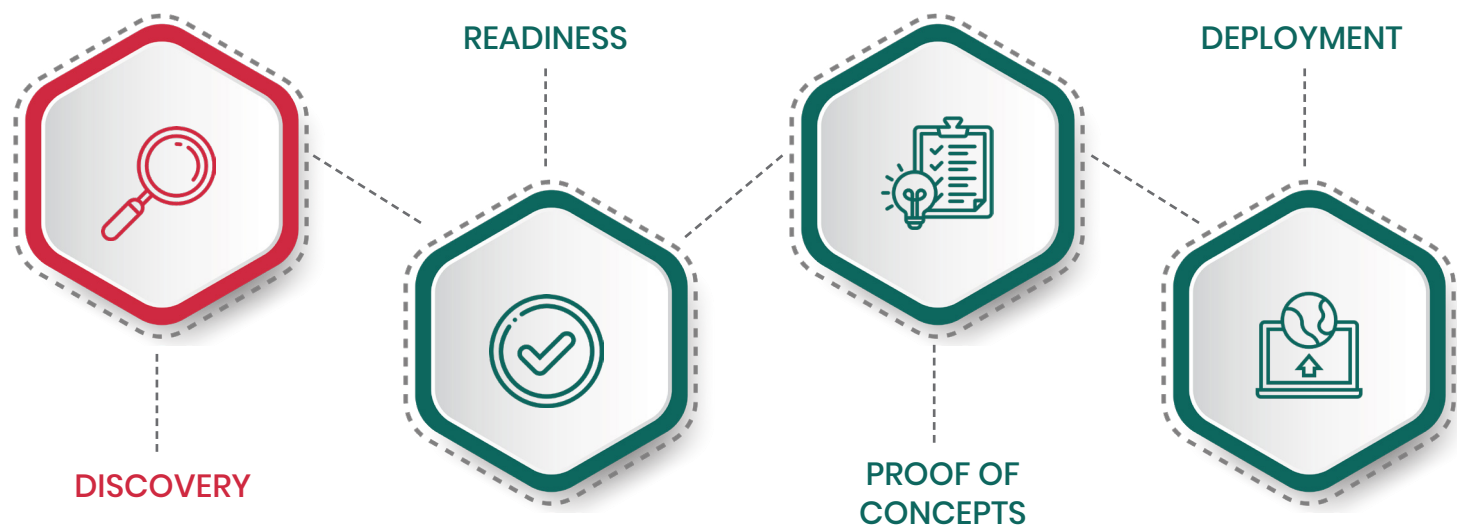 DISCOVERY
READINESS
PROOF OF
CONCEPTS
DEPLOYMENT